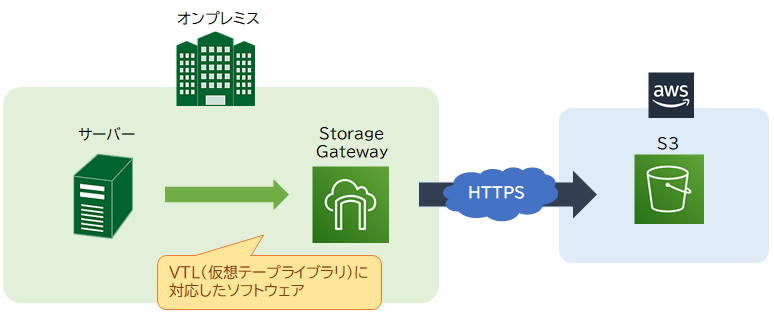 オンプレミス
サーバー
Storage
Gateway
HTTPS
aws
S3
VTL(仮想テープライブラリ)に
対応したソフトウェア